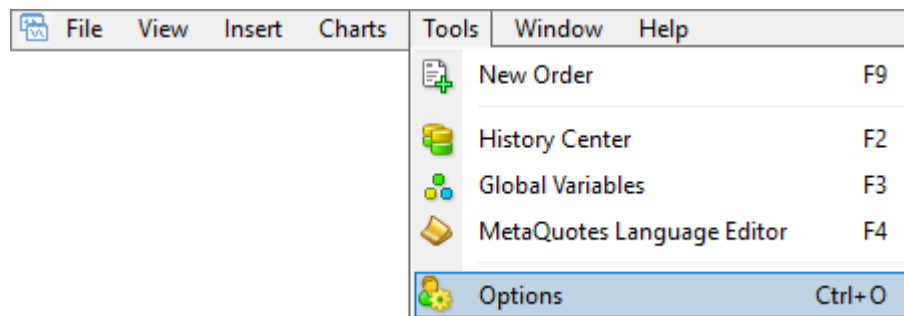 File View Insert Charts Tools Window Help
New Order F9
History Center F2
Global Variables F3
MetaQuotes Language Editor F4
Options Ctrl+O